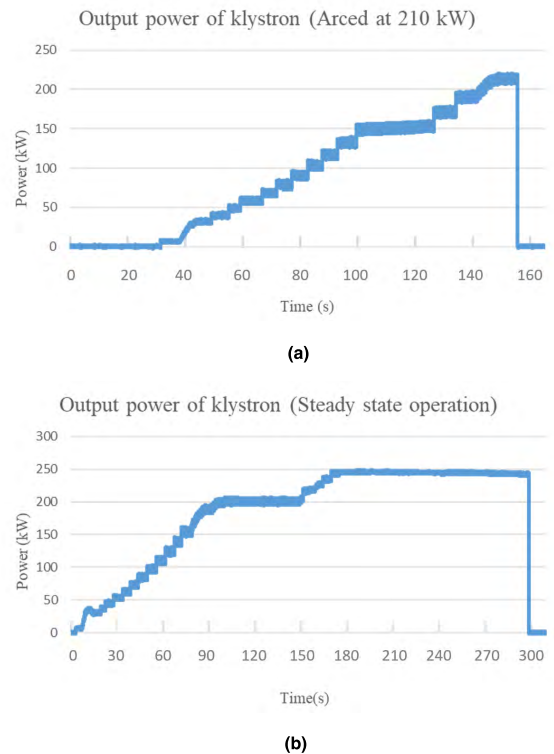 Output power of klystron (Arced at 210 kW)
250
200
150
100
50
0
Power (kW)
0 20 40 60 80 100 120 140 160
Time (s)
(a)
Output power of klystron (Steady state operation)
300
250
200
150
100
50
0
Power (kW)
0 30 60 90 120 150 180 210 240 270 300
Time(s)
(b)